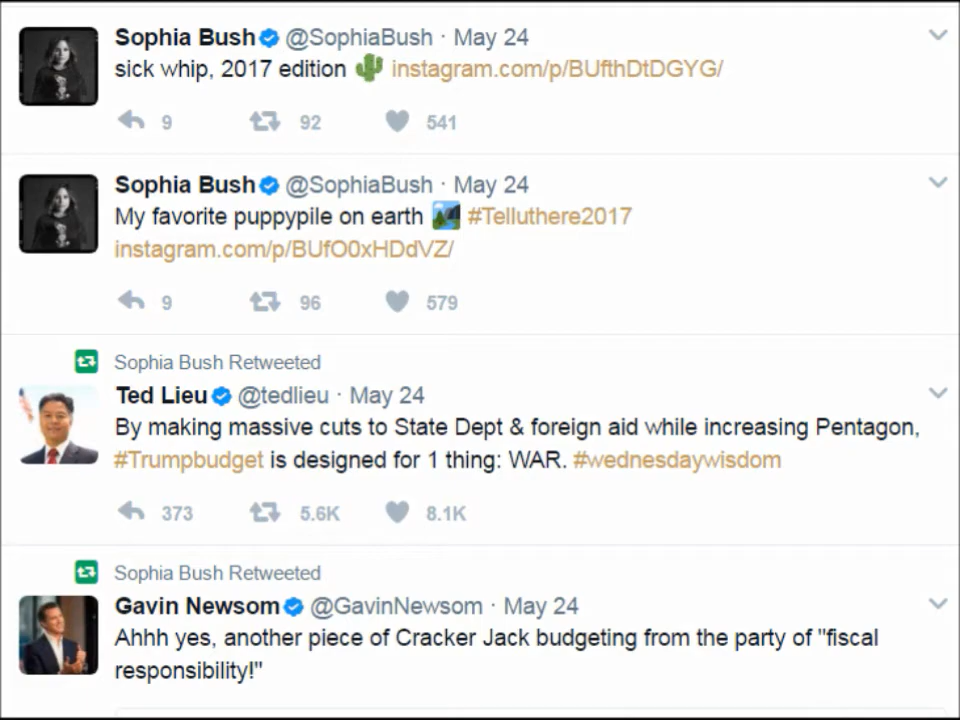 Sophia Bush @SophiaBush · May 24
sick whip, 2017 edition 🌵 instagram.com/p/BUfthDtDGYG/
9 92 541
Sophia Bush @SophiaBush · May 24
My favorite puppypile on earth 🏞 #Telluthere2017
instagram.com/p/BUfO0xHDdVZ/
9 96 579
Sophia Bush Retweeted
Ted Lieu @tedlieu · May 24
By making massive cuts to State Dept & foreign aid while increasing Pentagon,
#Trumpbudget is designed for 1 thing: WAR. #wednesdaywisdom
373 5.6K 8.1K
Sophia Bush Retweeted
Gavin Newsom @GavinNewsom · May 24
Ahhh yes, another piece of Cracker Jack budgeting from the party of "fiscal
responsibility!"